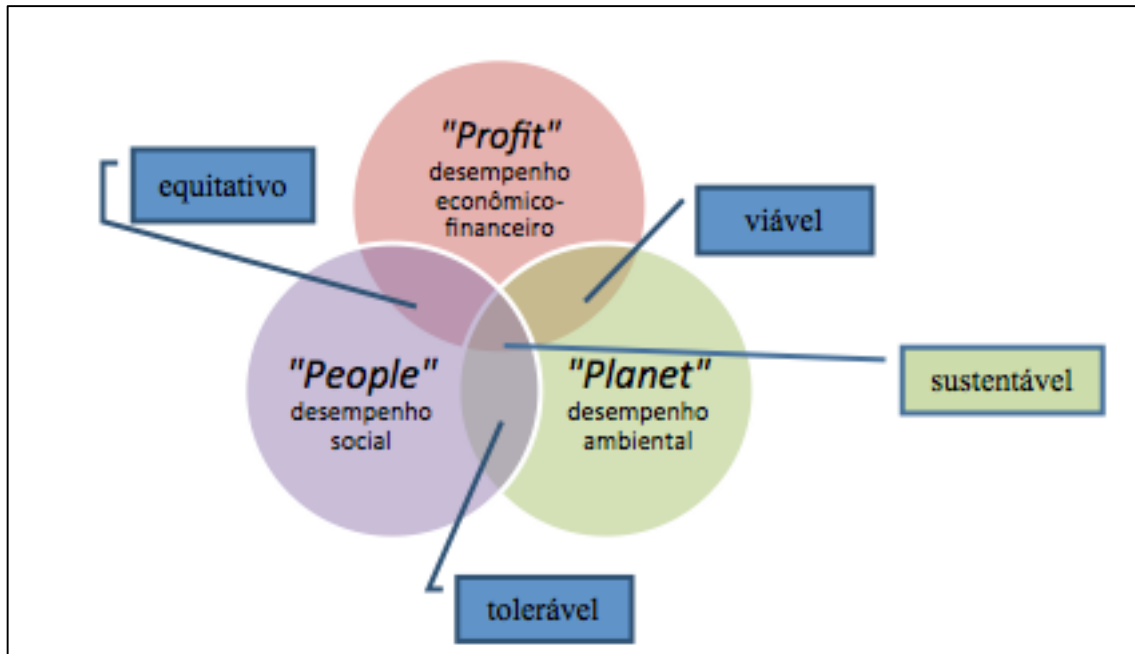 "Profit"
desempenho
econômico-
financeiro
equitativo
viável
"People"
desempenho
social
"Planet"
desempenho
ambiental
sustentável
tolerável